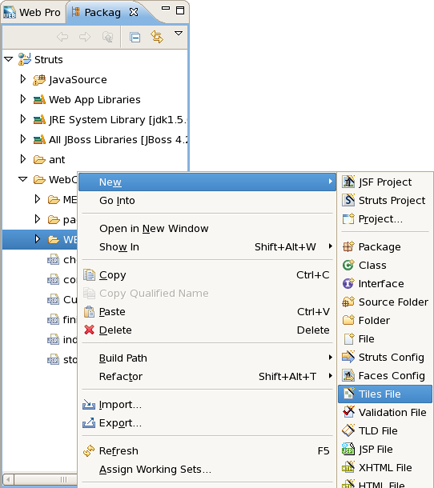 Web Pro
Packag
Struts
JavaSource
Web App Libraries
JRE System Library [jdk1.5.
All JBoss Libraries [JBoss 4.2
ant
WebC
ME
pa
WE
ch
co
Cu
fin
ind
sto
New
Go Into
Open in New Window
Show In Shift+Alt+W
Copy Ctrl+C
Copy Qualified Name
Paste Ctrl+V
Delete Delete
Build Path
Refactor Shift+Alt+T
Import...
Export...
Refresh F5
Assign Working Sets...
JSF Project
Struts Project
Project...
Package
Class
Interface
Source Folder
Folder
File
Struts Config
Faces Config
Tiles File
Validation File
TLD File
JSP File
XHTML File
HTML File